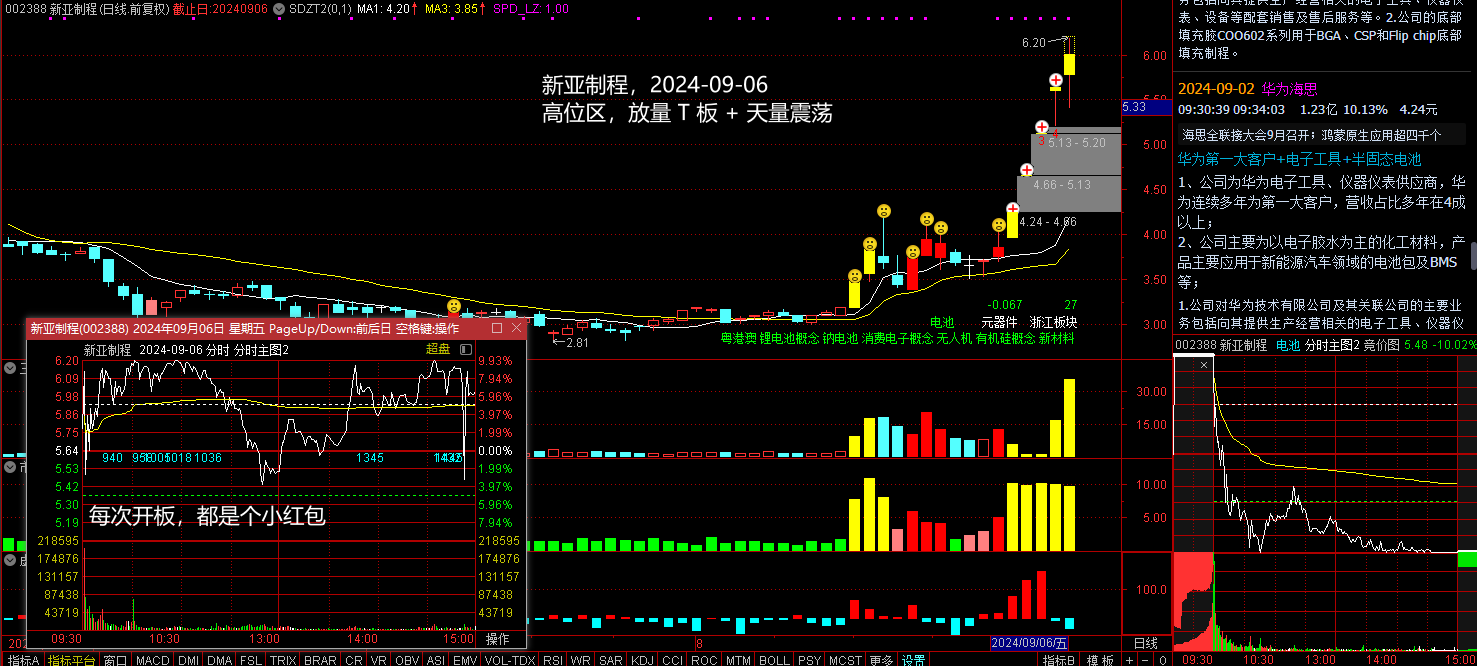 002388 新亚制程(日线.前复权) 截止日:20240906 SDZT2(0,1) MA1: 4.20↑ MA3: 3.85↑ SPD_LZ: 1.00
6.20
新亚制程，2024-09-06
高位区，放量 T 板 + 天量震荡
5.13 - 5.20
4.66 - 5.13
4.24 - 4.66
3
4
2.81
-0.067
27
电池 元器件 浙江板块
粤港澳 锂电池概念 钠电池 消费电子概念 无人机 有机硅概念 新材料
6.00
5.33
5.00
4.50
4.00
3.50
3.00
30.00
15.00
10.00
5.00
100.0
新亚制程(002388) 2024年09月06日 星期五 PageUp/Down:前后日 空格键:操作
新亚制程 2024-09-06 分时 分时主图2 超盘
6.20 9.93%
6.09 7.94%
5.98 5.96%
5.86 3.97%
5.75 1.99%
5.64 0.00%
5.53 1.99%
5.42 3.97%
5.30 5.96%
5.19 7.94%
940
1018 1036
1345
每次开板，都是个小红包
218595 218595
174876 174876
131157 131157
87438 87438
43719 43719
09:30 10:30 13:00 14:00 15:00 操作
8
2024/09/06/五
日线
指标A 指标平台 窗口 MACD DMI DMA FSL TRIX BRAR CR VR OBV ASI EMV VOL-TDX RSI WR SAR KDJ CCI ROC MTM BOLL PSY MCST 更多 设置 指标B 模 板 + - 0
表、设备等配套销售及售后服务等。2.公司的底部
填充胶COO602系列用于BGA、CSP和Flip chip底部
填充制程。
2024-09-02 华为海思
09:30:39 09:34:03 1.23亿 10.13% 4.24元
海思全联接大会9月召开；鸿蒙原生应用超四千个
华为第一大客户+电子工具+半固态电池
1、公司为华为电子工具、仪器仪表供应商，华
为连续多年为第一大客户，营收占比多年在4成
以上；
2、公司主要为以电子胶水为主的化工材料，产
品主要应用于新能源汽车领域的电池包及BMS
等；
1.公司对华为技术有限公司及其关联公司的主要业
务包括向其提供生产经营相关的电子工具、仪器仪
002388 新亚制程 电池 分时主图2 竞价图 5.48 -10.02%
09:30 10:30 13:00 14:00 15:00